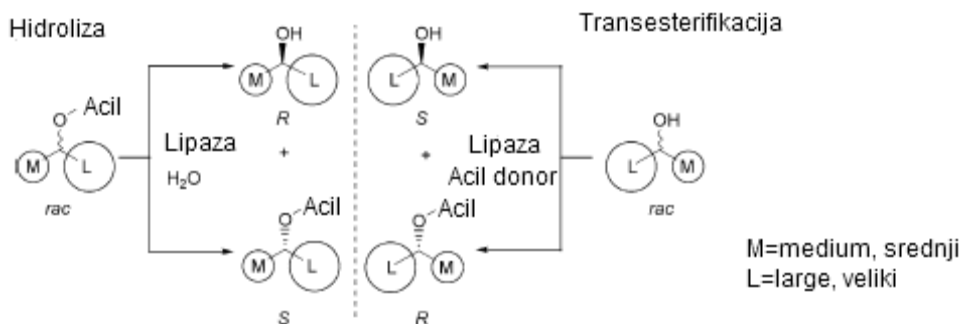 Hidroliza
Transesterifikacija
OH
M
L
R
+
O
Acil
M
L
rac
Lipaza
H₂O
O
Acil
M
L
S
OH
L
M
S
+
Lipaza
Acil donor
O
Acil
L
M
R
OH
L
M
rac
M=medium, srednji
L=large, veliki